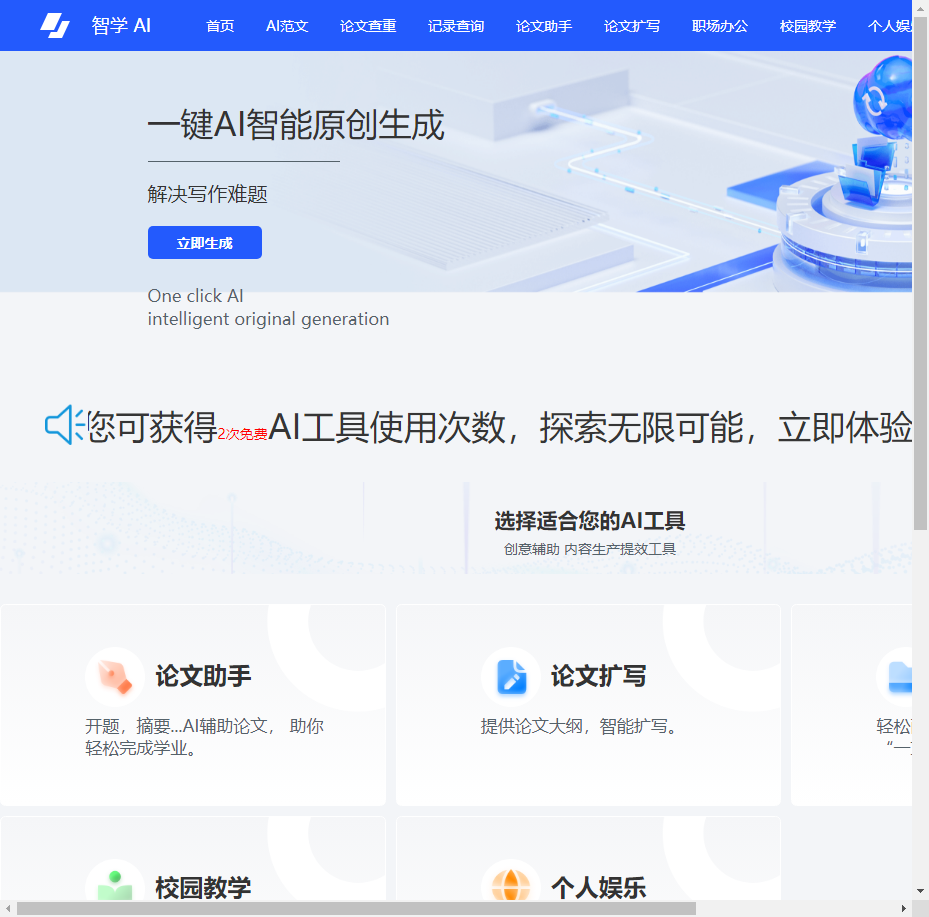 智学 AI
首页 AI范文 论文查重 记录查询 论文助手 论文扩写 职场办公 校园教学 个人娱
一键AI智能原创生成
解决写作难题
立即生成
One click AI
intelligent original generation
您可获得2次免费AI工具使用次数，探索无限可能，立即体验
选择适合您的AI工具
创意辅助 内容生产提效工具
论文助手
开题，摘要...AI辅助论文， 助你
轻松完成学业。
论文扩写
提供论文大纲，智能扩写。
轻松
“一
校园教学
个人娱乐